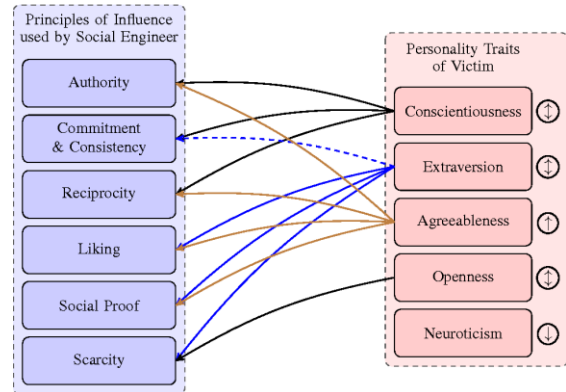 Principles of Influence
used by Social Engineer
Authority
Commitment
& Consistency
Reciprocity
Liking
Social Proof
Scarcity
Personality Traits
of Victim
Conscientiousness
Extraversion
Agreeableness
Openness
Neuroticism